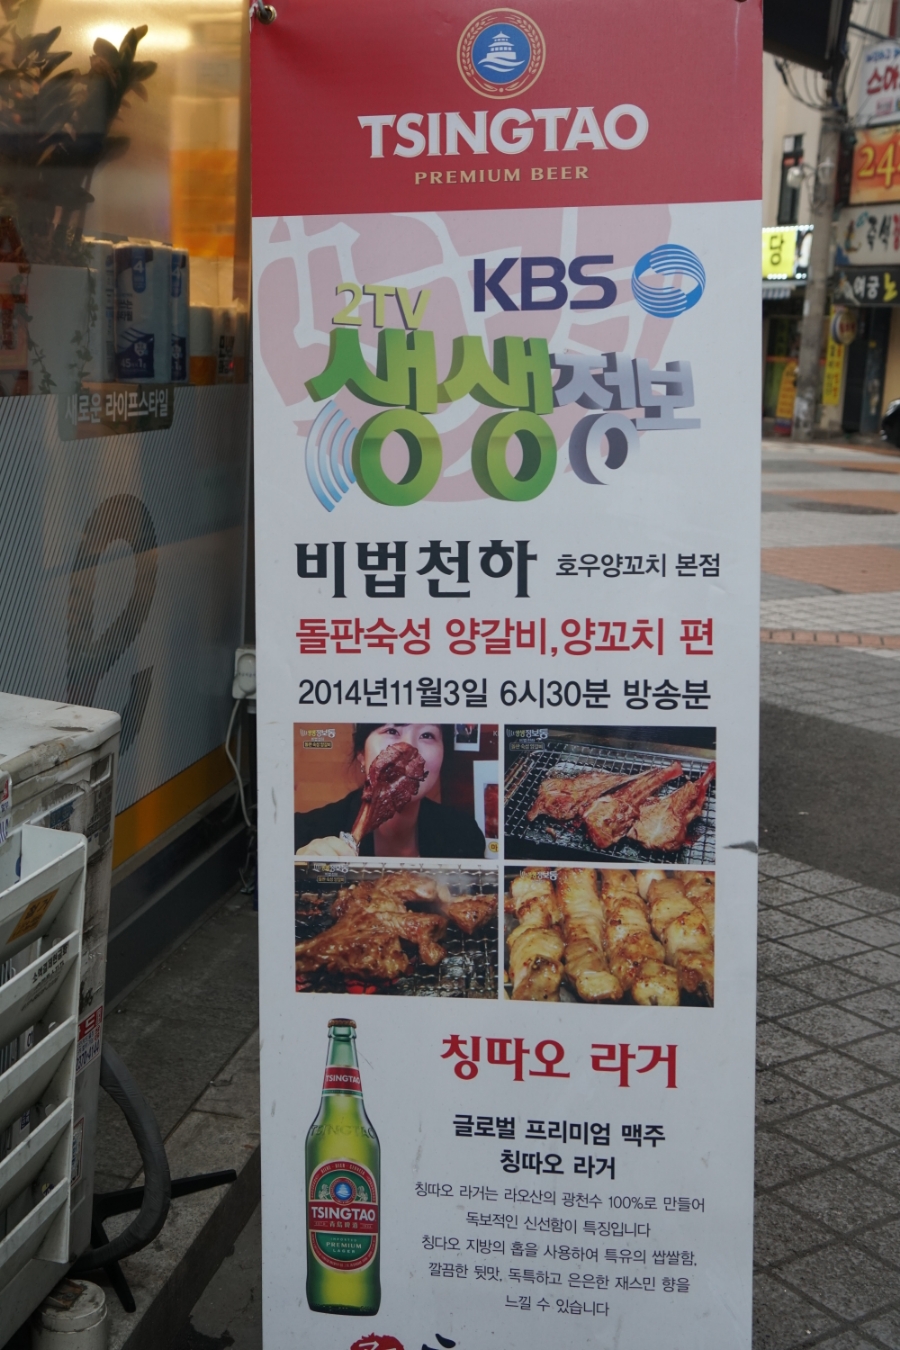 TSINGTAO
PREMIUM BEER
KBS
2TV
생생정보
비법천하 호우양꼬치 본점
돌판숙성 양갈비,양꼬치 편
2014년11월3일 6시30분 방송분
칭따오 라거
글로벌 프리미엄 맥주
칭따오 라거
칭따오 라거는 라오산의 광천수 100%로 만들어
독보적인 신선함이 특징입니다
칭다오 지방의 홉을 사용하여 특유의 쌉쌀함,
깔끔한 뒷맛, 독특하고 은은한 재스민 향을
느낄 수 있습니다
TSINGTAO
TSINGTAO
PREMIUM
새로운 라이프스타일
당
24